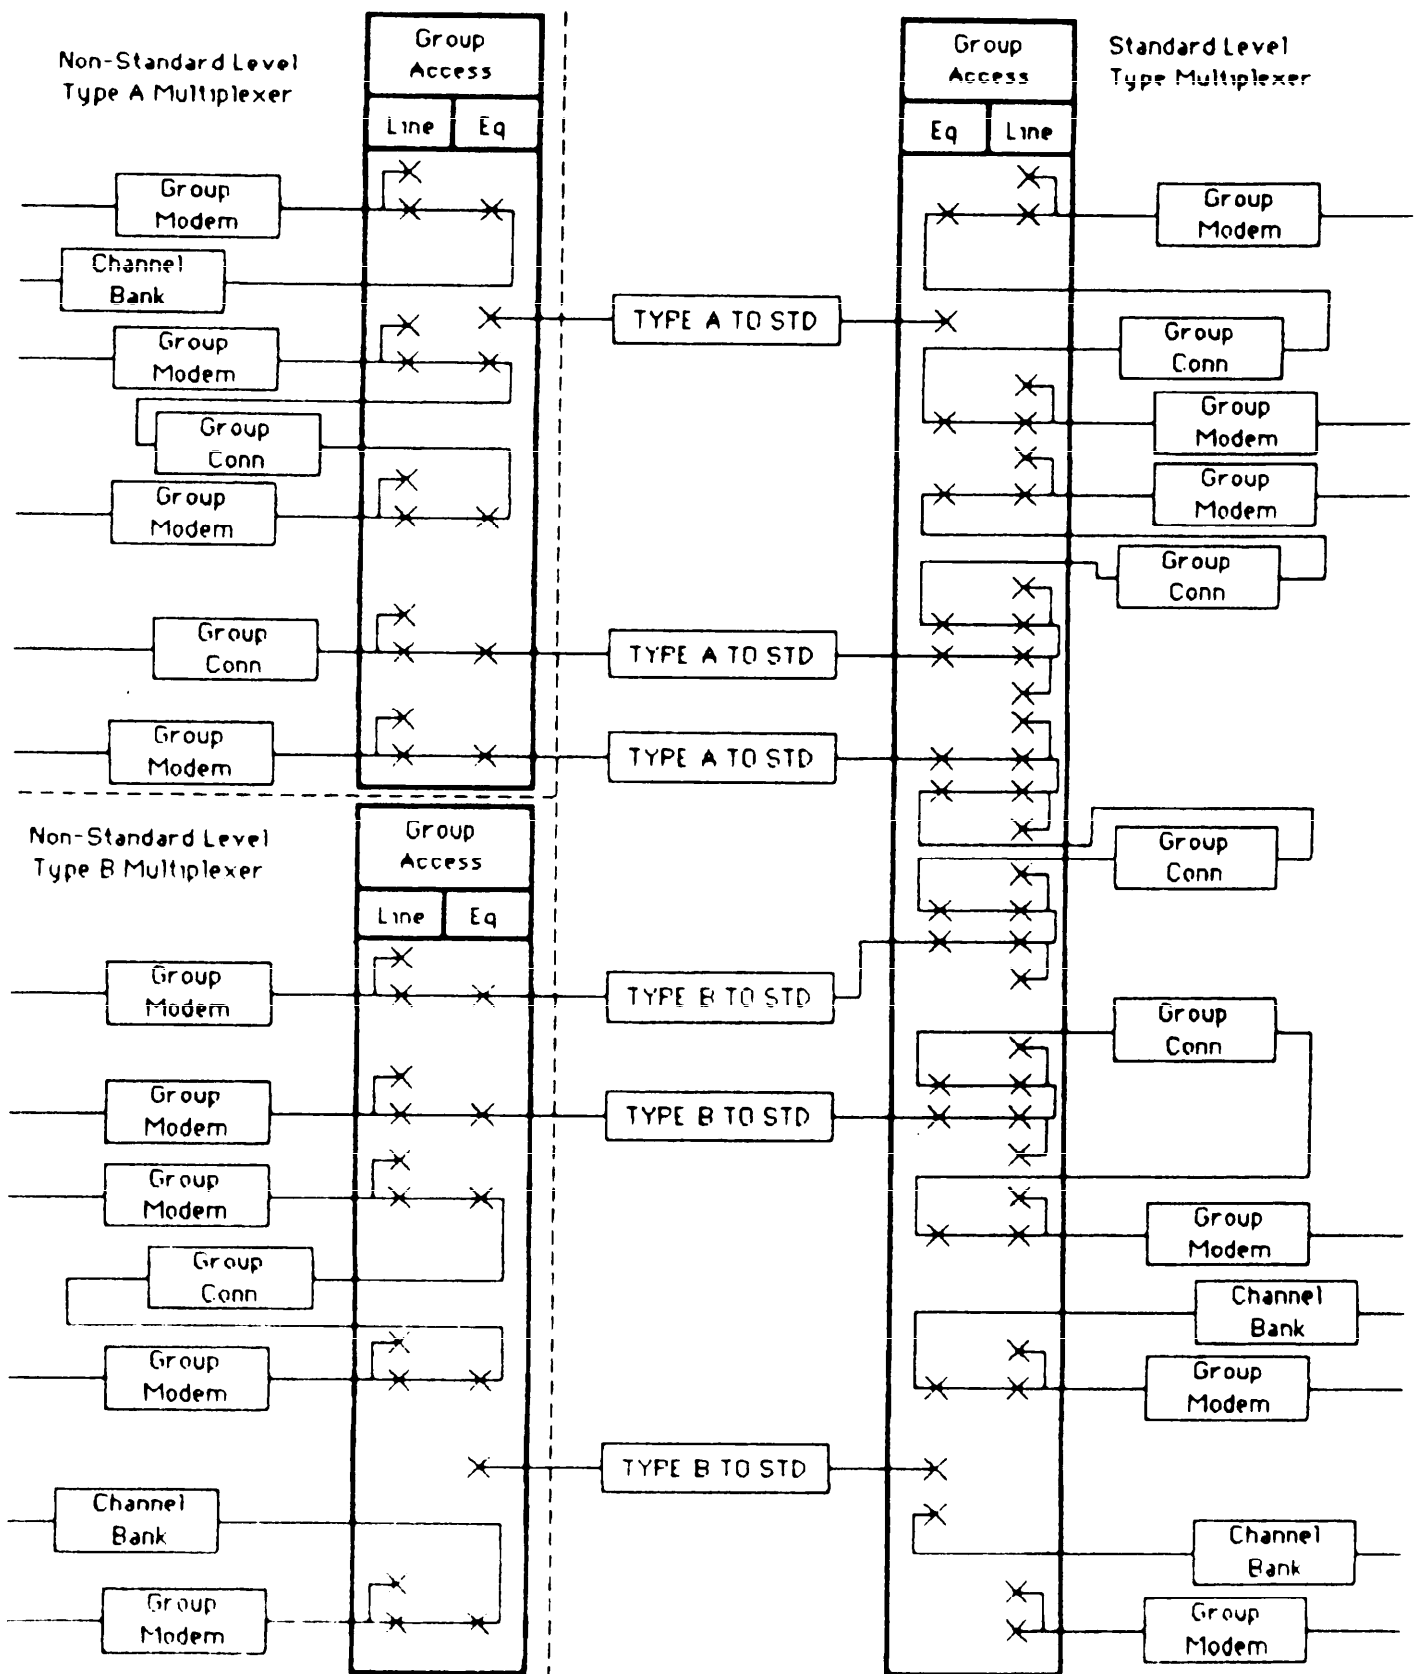 Non-Standard Level
Type A Multiplexer
Group
Access
Line Eq
Group
Modem
Channel
Bank
Group
Modem
Group
Conn
Group
Modem
Group
Conn
Group
Modem
TYPE A TO STD
TYPE A TO STD
TYPE A TO STD
Non-Standard Level
Type B Multiplexer
Group
Access
Line Eq
Group
Modem
Group
Modem
Group
Modem
Group
Conn
Group
Modem
Channel
Bank
Group
Modem
TYPE B TO STD
TYPE B TO STD
TYPE B TO STD
Group
Access
Eq Line
Standard Level
Type Multiplexer
Group
Modem
Group
Conn
Group
Modem
Group
Modem
Group
Conn
Group
Conn
Group
Conn
Group
Modem
Channel
Bank
Group
Modem
Channel
Bank
Group
Modem